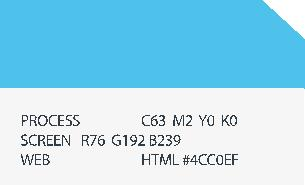 PROCESS C63 M2 Y0 K0
SCREEN R76 G192 B239
WEB HTML #4CC0EF